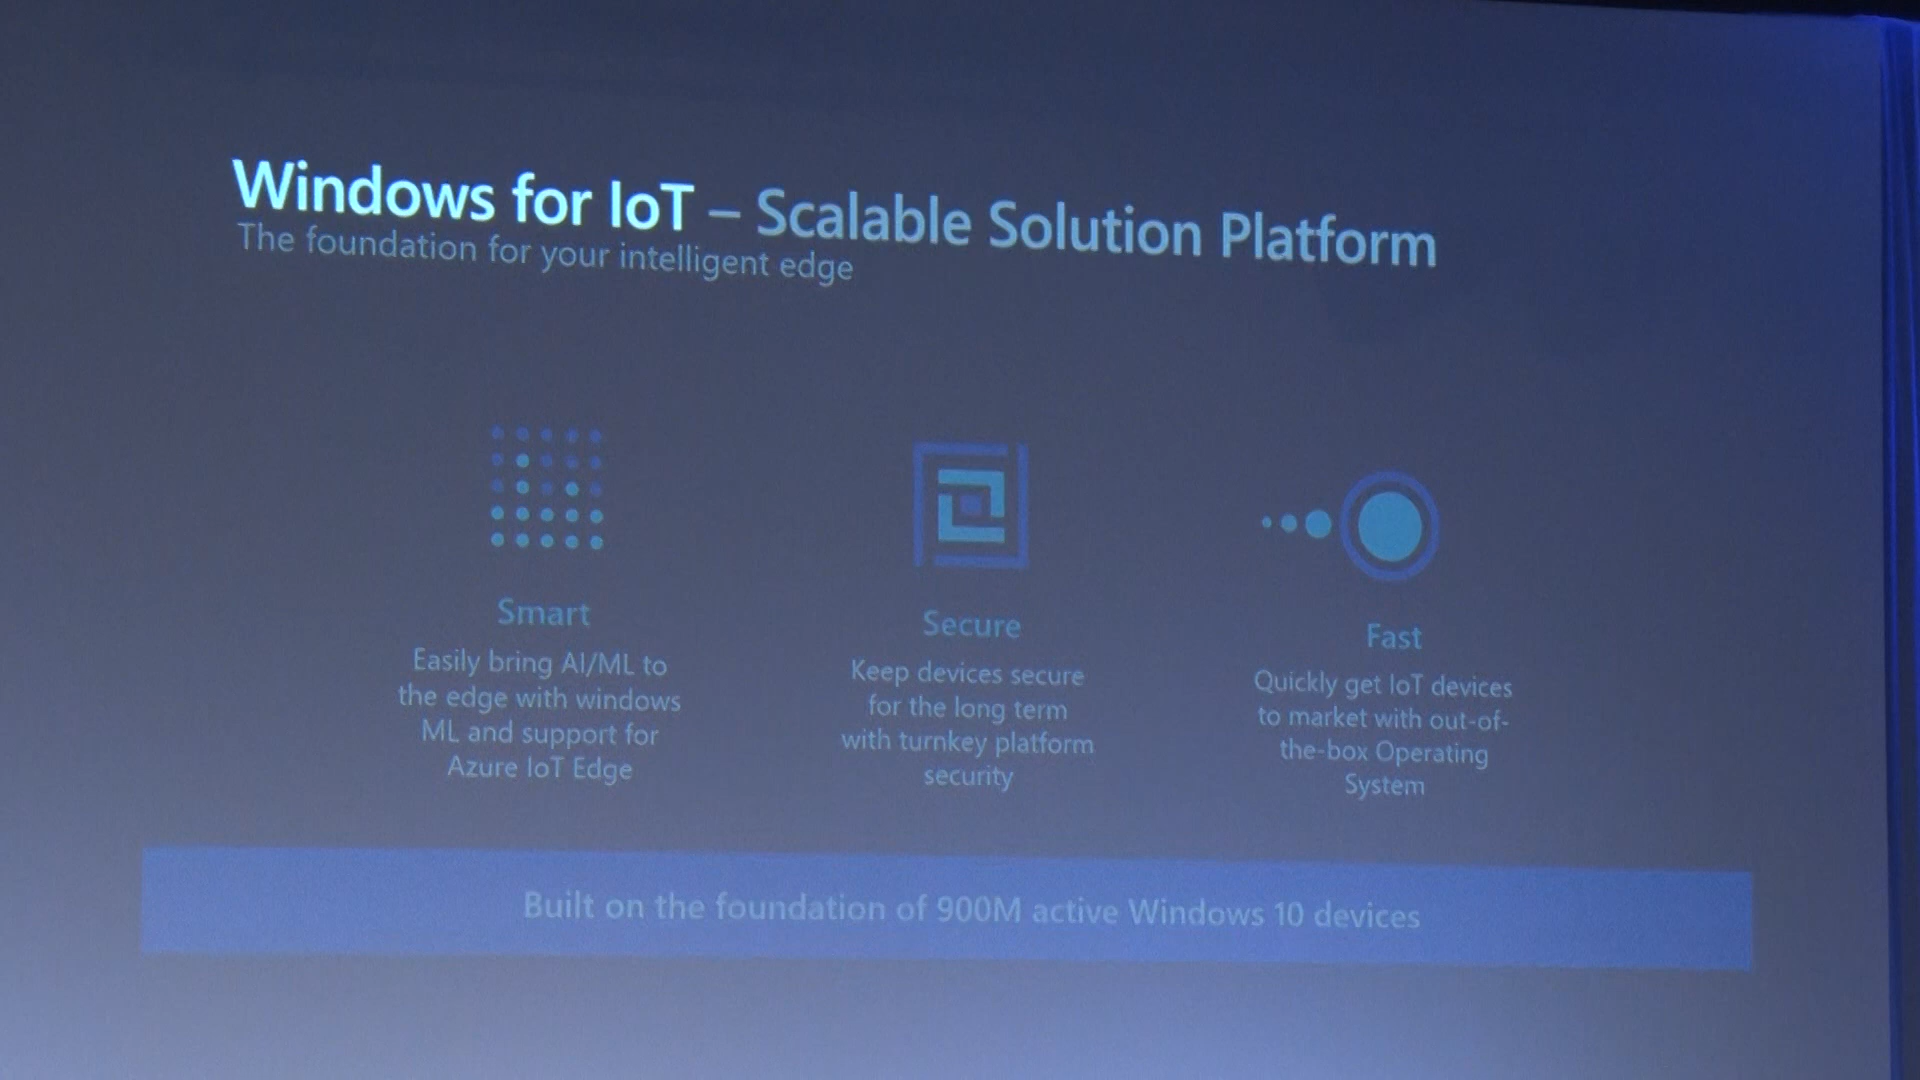 Windows for IoT – Scalable Solution Platform
The foundation for your intelligent edge
Smart
Easily bring AI/ML to
the edge with windows
ML and support for
Azure IoT Edge
Secure
Keep devices secure
for the long term
with turnkey platform
security
Fast
Quickly get IoT devices
to market with out-of-
the-box Operating
System
Built on the foundation of 900M active Windows 10 devices